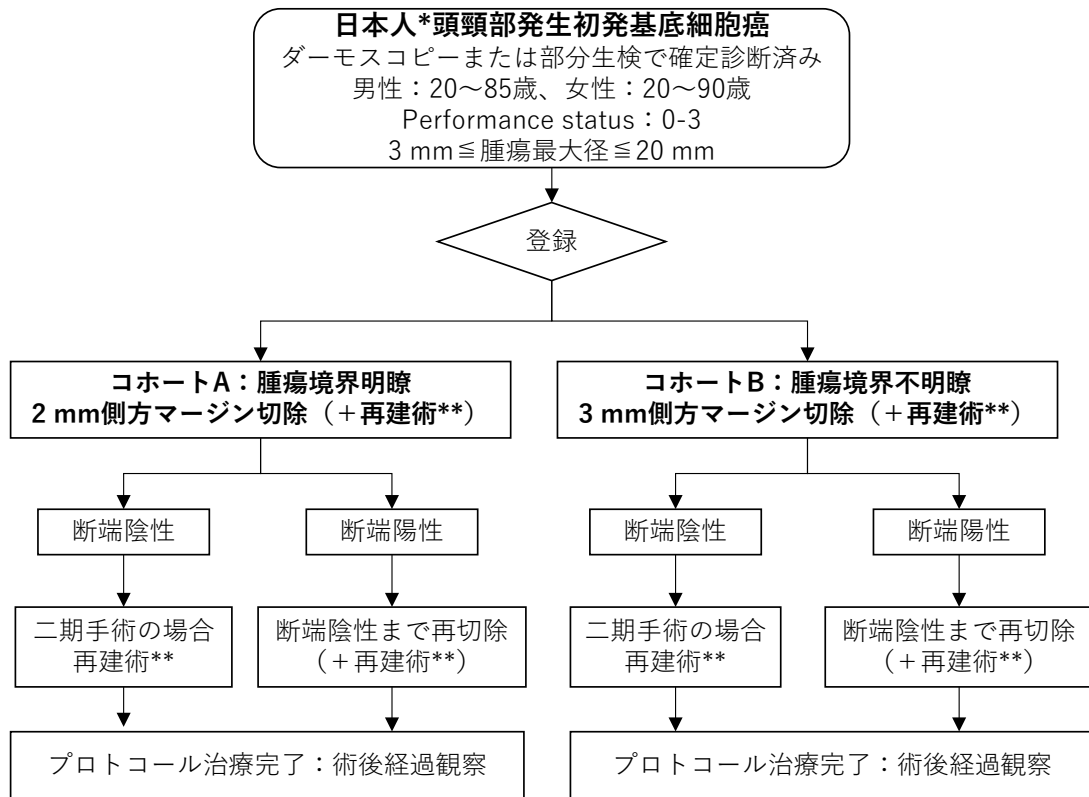 日本人*頭頸部発生初発基底細胞癌
ダーモスコピーまたは部分生検で確定診断済み
男性：20～85歳、女性：20～90歳
Performance status：0-3
3 mm≦腫瘍最大径≦20 mm
登録
コホートA：腫瘍境界明瞭
2 mm側方マージン切除（＋再建術**）
コホートB：腫瘍境界不明瞭
3 mm側方マージン切除（＋再建術**）
断端陰性
断端陽性
断端陰性
断端陽性
二期手術の場合
再建術**
断端陰性まで再切除
（＋再建術**）
二期手術の場合
再建術**
断端陰性まで再切除
（＋再建術**）
プロトコール治療完了：術後経過観察
プロトコール治療完了：術後経過観察